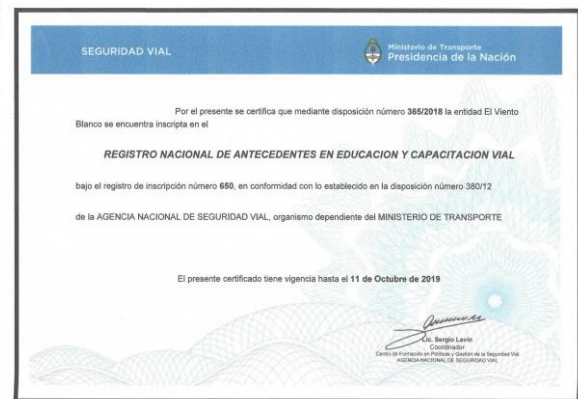 SEGURIDAD VIAL
Ministerio de Transporte
Presidencia de la Nación
Por el presente se certifica que mediante disposición número 365/2018 la entidad El Viento
Blanco se encuentra inscripta en el
REGISTRO NACIONAL DE ANTECEDENTES EN EDUCACION Y CAPACITACION VIAL
bajo el registro de inscripción número 650, en conformidad con lo establecido en la disposición número 380/12
de la AGENCIA NACIONAL DE SEGURIDAD VIAL, organismo dependiente del MINISTERIO DE TRANSPORTE
El presente certificado tiene vigencia hasta el 11 de Octubre de 2019
Lic. Sergio Levin
Coordinador
Centro de Formación en Políticas y Gestión de la Seguridad Vial
AGENCIA NACIONAL DE SEGURIDAD VIAL